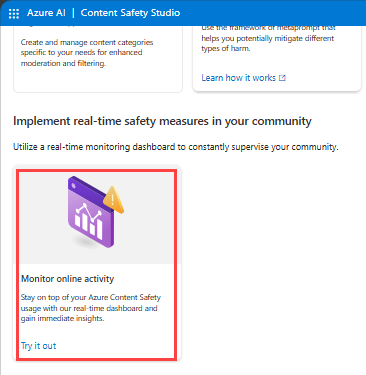 Azure AI | Content Safety Studio
Create and manage content categories
specific to your needs for enhanced
moderation and filtering.
Use the framework of metaprompt that
helps you potentially mitigate different
types of harm.
Learn how it works
Implement real-time safety measures in your community
Utilize a real-time monitoring dashboard to constantly supervise your community.
Monitor online activity
Stay on top of your Azure Content Safety
usage with our real-time dashboard and
gain immediate insights.
Try it out